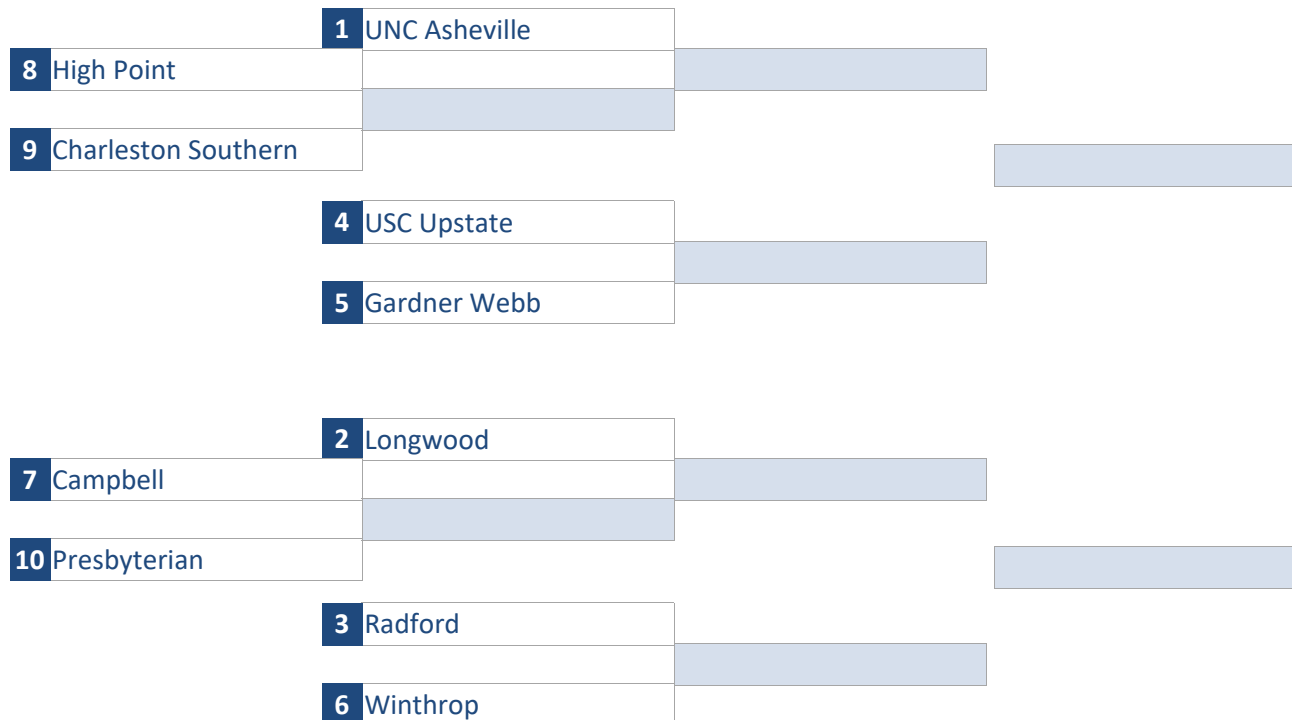 1 UNC Asheville
8 High Point
9 Charleston Southern
4 USC Upstate
5 Gardner Webb
2 Longwood
7 Campbell
10 Presbyterian
3 Radford
6 Winthrop